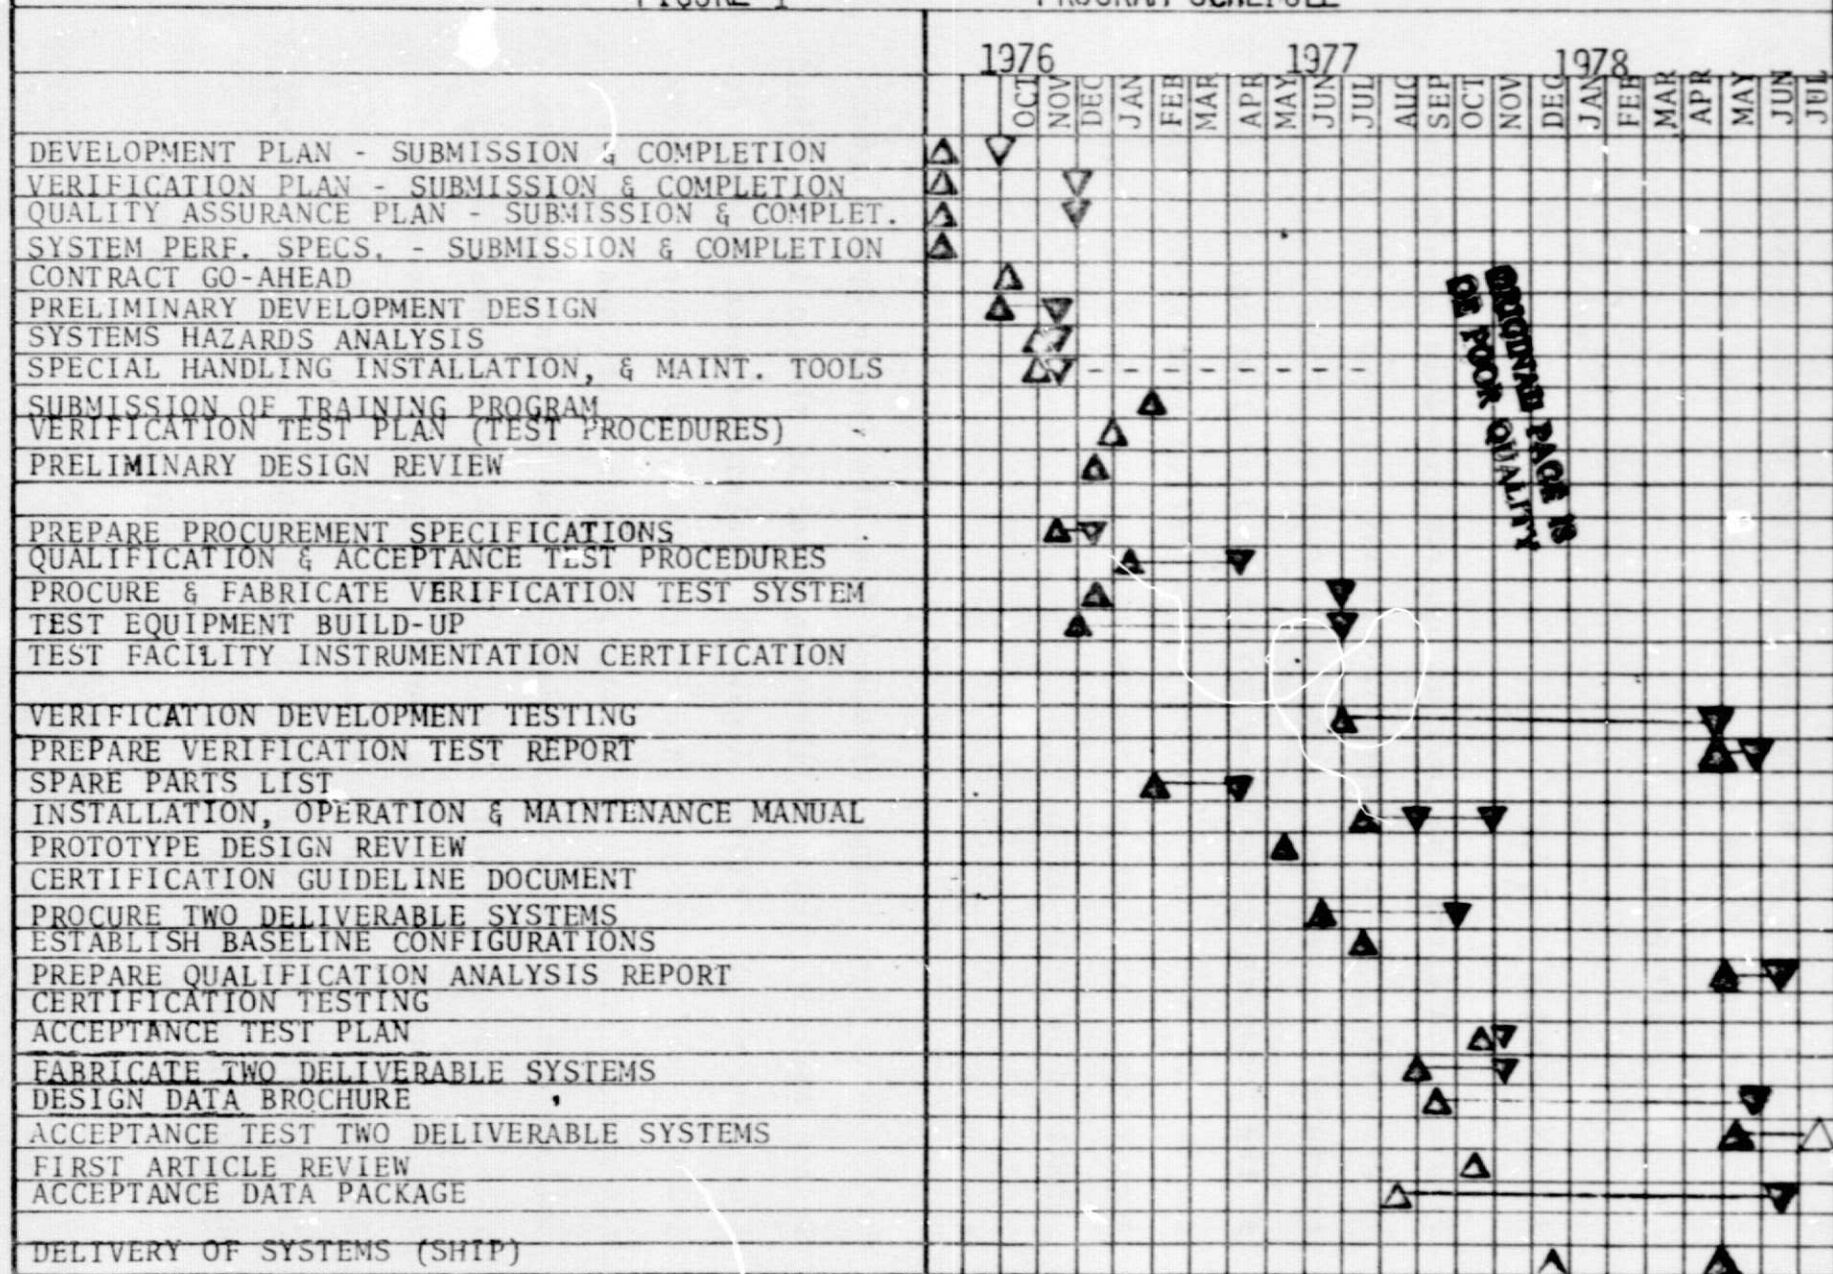 FIGURE 1 PROGRAM SCHEDULE
1976 1977 1978
OCT NOV DEC JAN FEB MAR APR MAY JUN JUL AUG SEP OCT NOV DEC JAN FEB MAR APR MAY JUN JUL
DEVELOPMENT PLAN - SUBMISSION & COMPLETION
VERIFICATION PLAN - SUBMISSION & COMPLETION
QUALITY ASSURANCE PLAN - SUBMISSION & COMPLET.
SYSTEM PERF. SPECS. - SUBMISSION & COMPLETION
CONTRACT GO-AHEAD
PRELIMINARY DEVELOPMENT DESIGN
SYSTEMS HAZARDS ANALYSIS
SPECIAL HANDLING INSTALLATION, & MAINT. TOOLS
SUBMISSION OF TRAINING PROGRAM
VERIFICATION TEST PLAN (TEST PROCEDURES)
PRELIMINARY DESIGN REVIEW
PREPARE PROCUREMENT SPECIFICATIONS
QUALIFICATION & ACCEPTANCE TEST PROCEDURES
PROCURE & FABRICATE VERIFICATION TEST SYSTEM
TEST EQUIPMENT BUILD-UP
TEST FACILITY INSTRUMENTATION CERTIFICATION
VERIFICATION DEVELOPMENT TESTING
PREPARE VERIFICATION TEST REPORT
SPARE PARTS LIST
INSTALLATION, OPERATION & MAINTENANCE MANUAL
PROTOTYPE DESIGN REVIEW
CERTIFICATION GUIDELINE DOCUMENT
PROCURE TWO DELIVERABLE SYSTEMS
ESTABLISH BASELINE CONFIGURATIONS
PREPARE QUALIFICATION ANALYSIS REPORT
CERTIFICATION TESTING
ACCEPTANCE TEST PLAN
FABRICATE TWO DELIVERABLE SYSTEMS
DESIGN DATA BROCHURE
ACCEPTANCE TEST TWO DELIVERABLE SYSTEMS
FIRST ARTICLE REVIEW
ACCEPTANCE DATA PACKAGE
DELIVERY OF SYSTEMS (SHIP)
ORIGINAL PAGE IS
OF POOR QUALITY